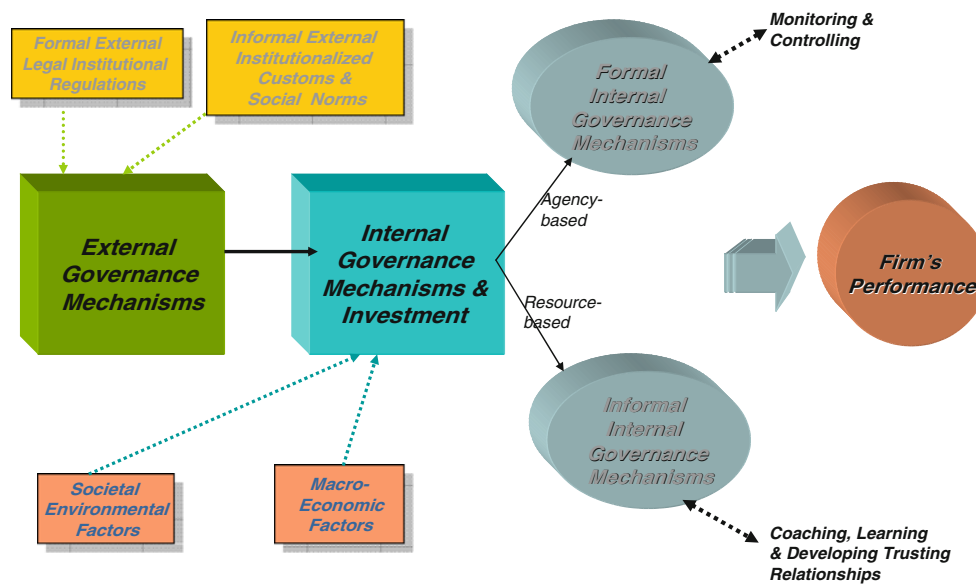 Formal External
Legal Institutional
Regulations
Informal External
Institutionalized
Customs &
Social Norms
Monitoring &
Controlling
Formal
Internal
Governance
Mechanisms
External
Governance
Mechanisms
Internal
Governance
Mechanisms &
Investment
Agency-
based
Resource-
based
Firm's
Performance
Informal
Internal
Governance
Mechanisms
Societal
Environmental
Factors
Macro-
Economic
Factors
Coaching, Learning
& Developing Trusting
Relationships